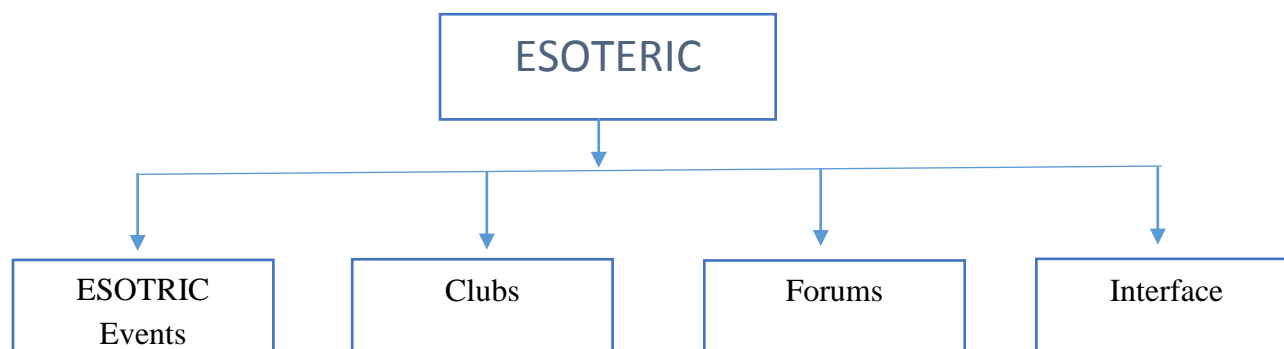 ESOTERIC
ESOTRIC
Events
Clubs
Forums
Interface